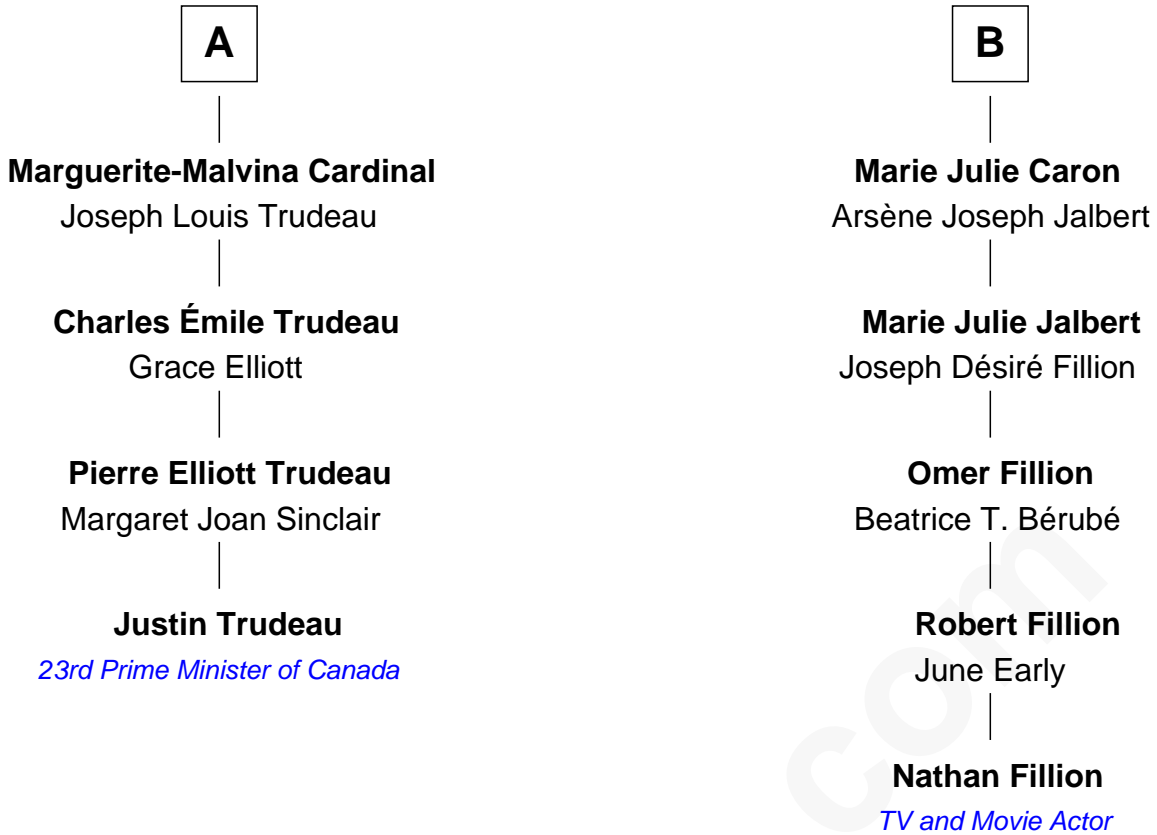 A
Marguerite-Malvina Cardinal
Joseph Louis Trudeau
Charles Émile Trudeau
Grace Elliott
Pierre Elliott Trudeau
Margaret Joan Sinclair
Justin Trudeau
23rd Prime Minister of Canada
B
Marie Julie Caron
Arsène Joseph Jalbert
Marie Julie Jalbert
Joseph Désiré Fillion
Omer Fillion
Beatrice T. Bérubé
Robert Fillion
June Early
Nathan Fillion
TV and Movie Actor
com